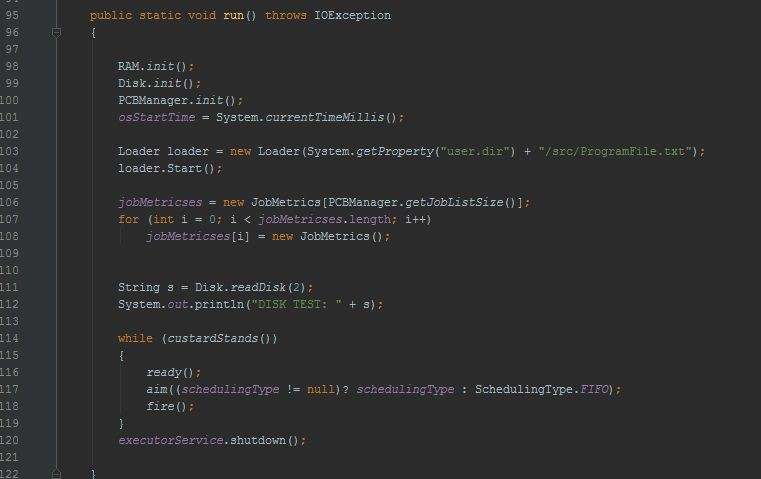 95 public static void run() throws IOException
96 {
97
98 RAM.init();
99 Disk.init();
100 PCBManager.init();
101 osStartTime = System.currentTimeMillis();
102
103 Loader loader = new Loader(System.getProperty("user.dir") + "/src/ProgramFile.txt");
104 loader.Start();
105
106 jobMetricses = new JobMetrics[PCBManager.getJobListSize()];
107 for (int i = 0; i < jobMetricses.length; i++)
108 jobMetricses[i] = new JobMetrics();
109
110
111 String s = Disk.readDisk(2);
112 System.out.println("DISK TEST: " + s);
113
114 while (custardStands())
115 {
116 ready();
117 aim((schedulingType != null)? schedulingType : SchedulingType.FIFO);
118 fire();
119 }
120 executorService.shutdown();
121
122 }